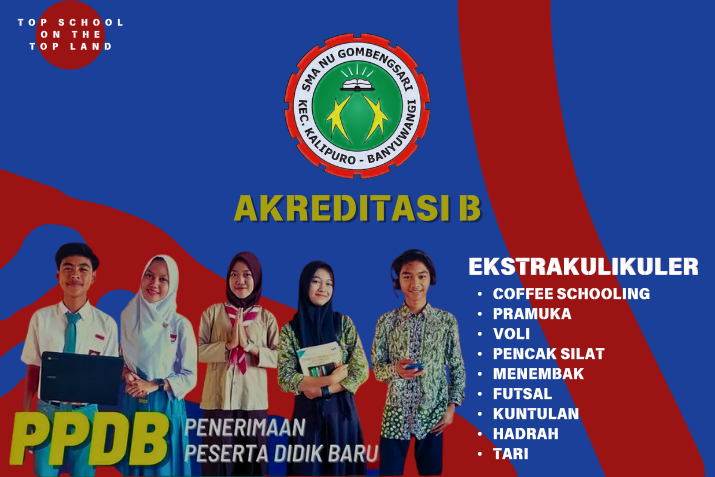 TOP SCHOOL
ON THE
TOP LAND
SMA NU GOMBENGSARI
KEC. KALIPURO - BANYUWANGI
AKREDITASI B
EKSTRAKULIKULER
• COFFEE SCHOOLING
• PRAMUKA
• VOLI
• PENCAK SILAT
• MENEMBAK
• FUTSAL
• KUNTULAN
• HADRAH
• TARI
PPDB
PENERIMAAN
PESERTA DIDIK BARU